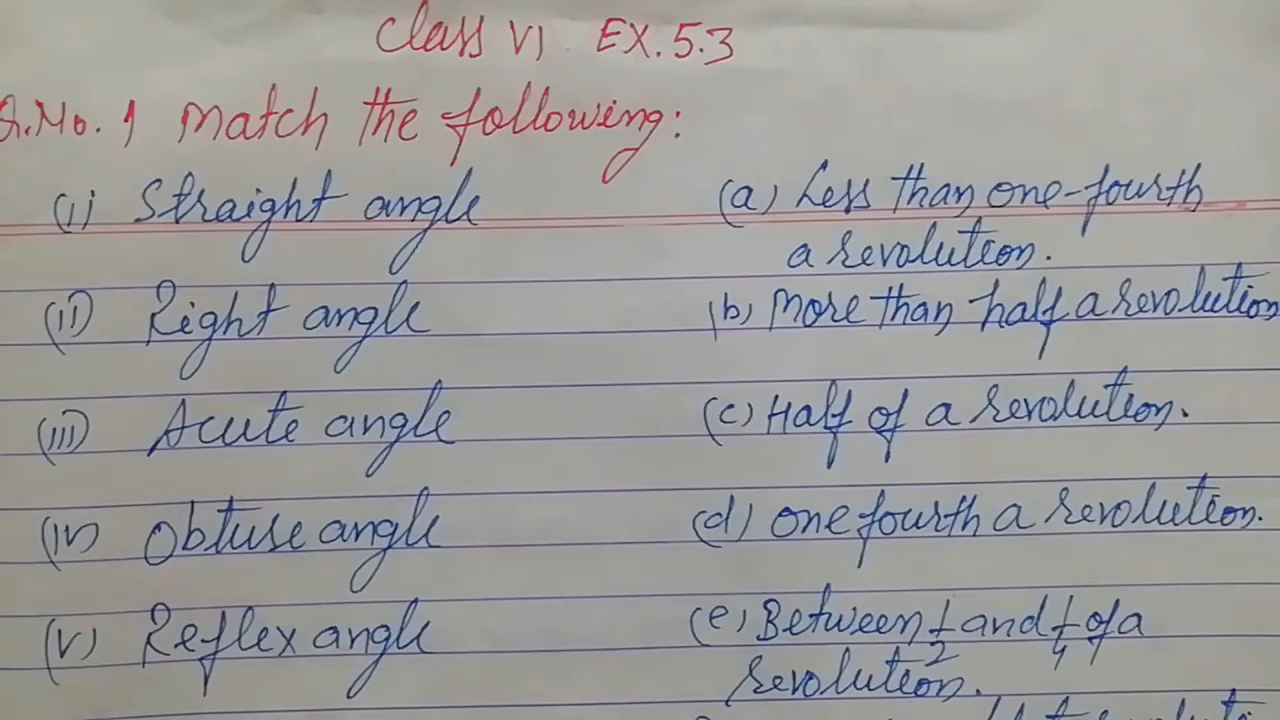 Class VI EX. 5.3
Q.No. 1 Match the following:
(i) Straight angle (a) Less than one-fourth
a revolution.
(ii) Right angle (b) More than half a revolution
(iii) Acute angle (c) Half of a revolution.
(iv) Obtuse angle (d) one fourth a revolution.
(v) Reflex angle (e) Between 1/2 and 1/4 of a
revolution.